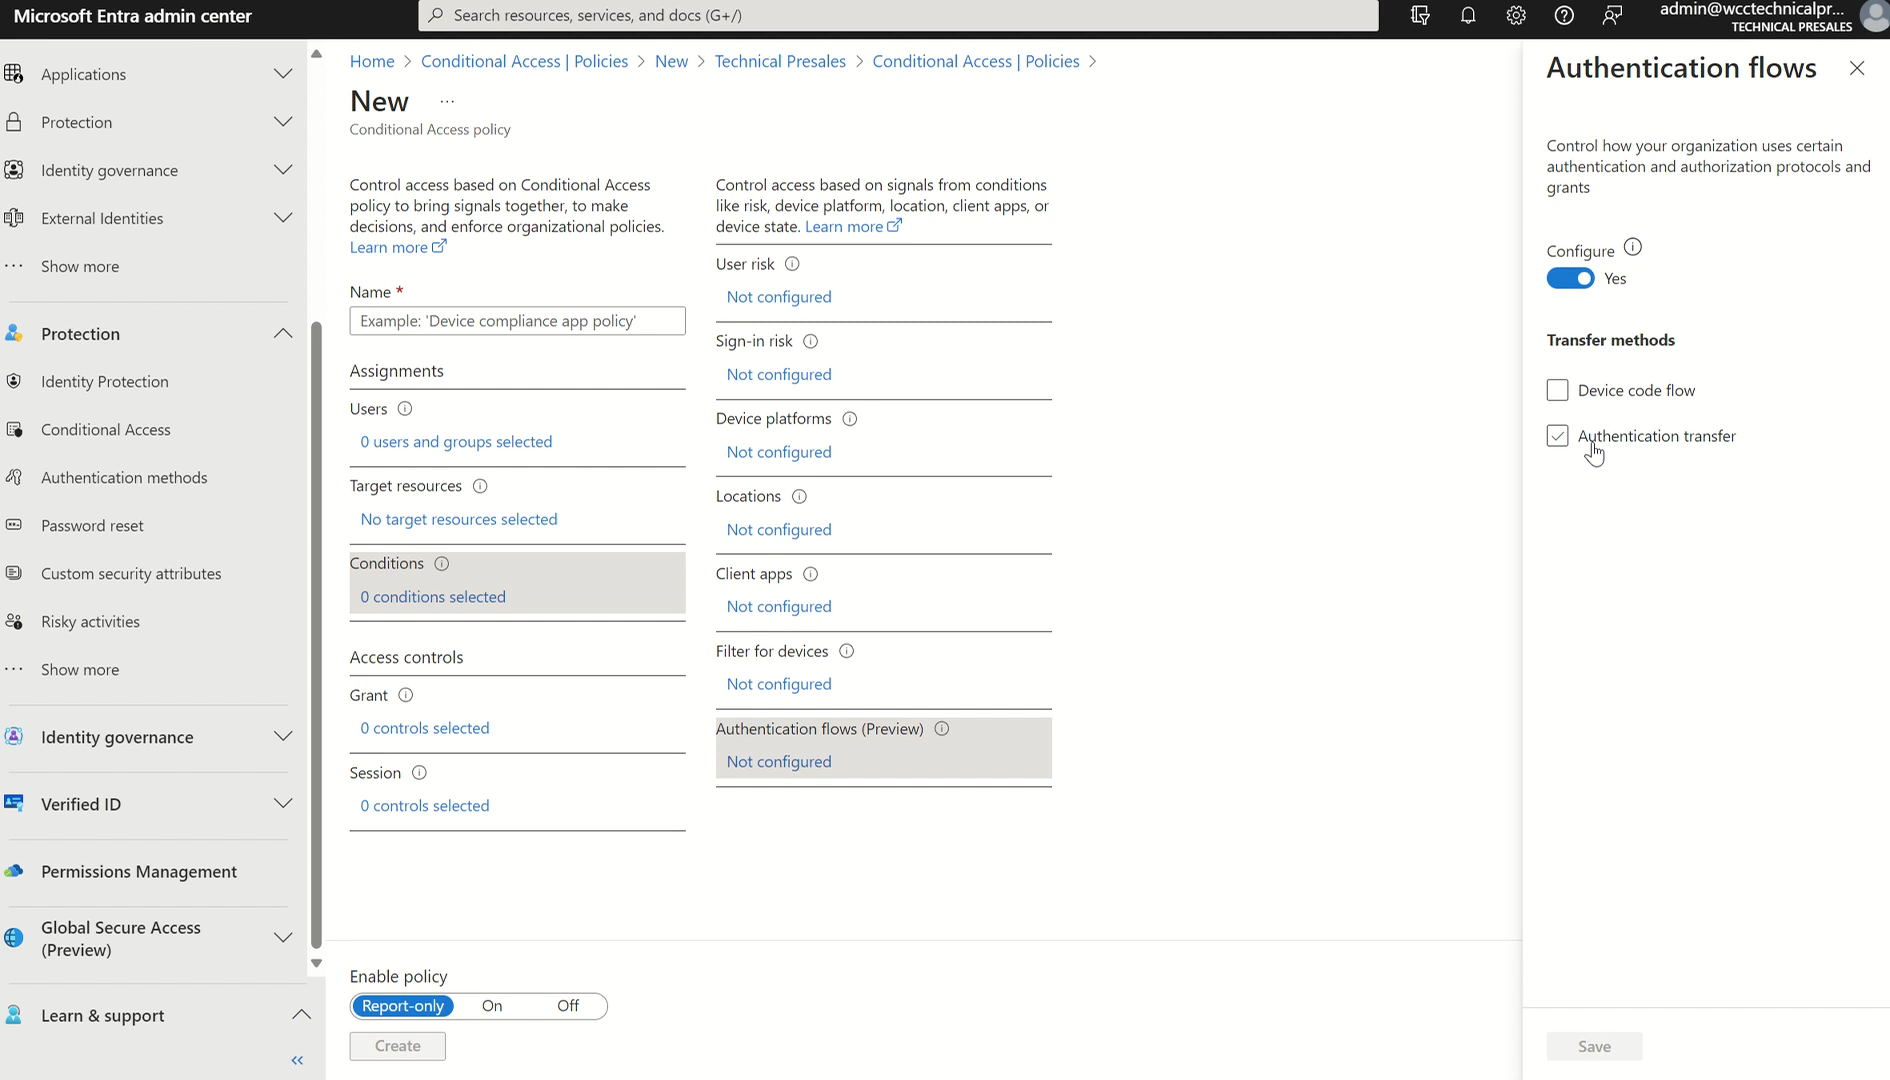 Microsoft Entra admin center
Search resources, services, and docs (G+/)
admin@wcctechnicalpr...
TECHNICAL PRESALES
Applications
Protection
Identity governance
External Identities
Show more
Protection
Identity Protection
Conditional Access
Authentication methods
Password reset
Custom security attributes
Risky activities
Show more
Identity governance
Verified ID
Permissions Management
Global Secure Access
(Preview)
Learn & support
Home > Conditional Access | Policies > New > Technical Presales > Conditional Access | Policies >
New ...
Conditional Access policy
Control access based on Conditional Access
policy to bring signals together, to make
decisions, and enforce organizational policies.
Learn more
Name *
Example: 'Device compliance app policy'
Assignments
Users
0 users and groups selected
Target resources
No target resources selected
Conditions
0 conditions selected
Access controls
Grant
0 controls selected
Session
0 controls selected
Control access based on signals from conditions
like risk, device platform, location, client apps, or
device state. Learn more
User risk
Not configured
Sign-in risk
Not configured
Device platforms
Not configured
Locations
Not configured
Client apps
Not configured
Filter for devices
Not configured
Authentication flows (Preview)
Not configured
Enable policy
Report-only On Off
Create
Authentication flows
Control how your organization uses certain
authentication and authorization protocols and
grants
Configure
Yes
Transfer methods
Device code flow
Authentication transfer
Save